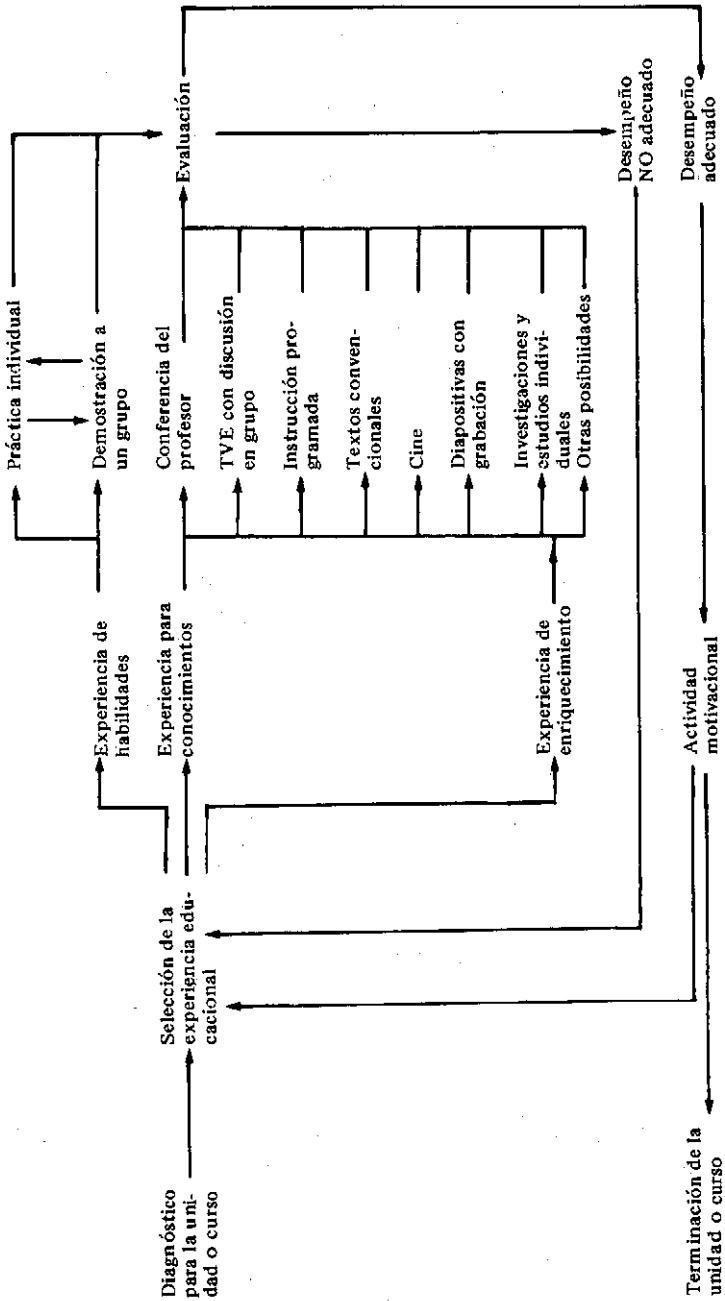 Diagnóstico
para la uni-
dad o curso
Selección de la
experiencia edu-
cacional
Experiencia de
habilidades
Experiencia para
conocimientos
Experiencia de
enriquecimiento
Práctica individual
Demostración a
un grupo
Conferencia del
profesor
TVE con discusión
en grupo
Instrucción pro-
gramada
Textos conven-
cionales
Cine
Diapositivas con
grabación
Investigaciones y
estudios indivi-
duales
Otras posibilidades
Evaluación
Desempeño
NO adecuado
Desempeño
adecuado
Actividad
motivacional
Terminación de la
unidad o curso